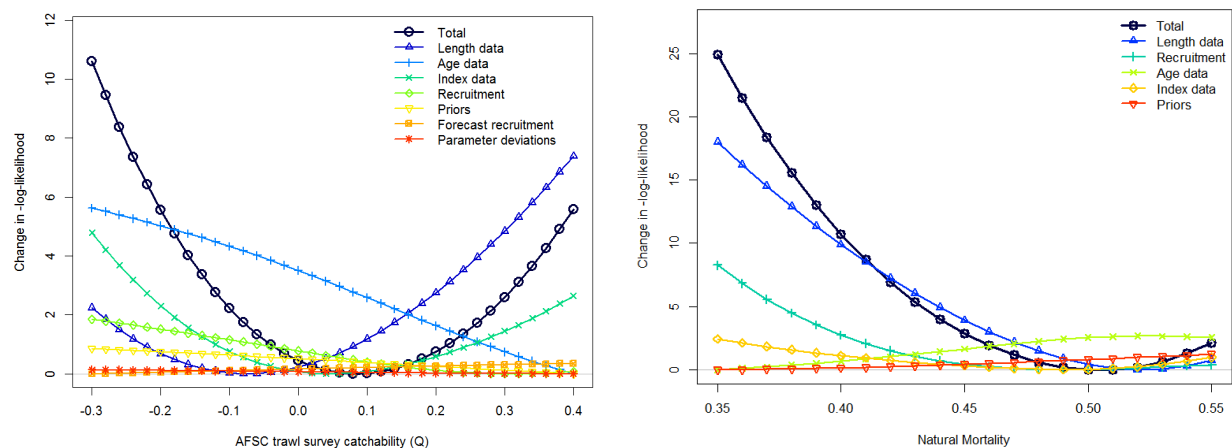 Change in -log-likelihood
12
10
8
6
4
2
0
-0.3
-0.2
-0.1
0.0
0.1
0.2
0.3
0.4
AFSC trawl survey catchability (Q)
Total
Length data
Age data
Index data
Recruitment
Priors
Forecast recruitment
Parameter deviations
Change in -log-likelihood
25
20
15
10
5
0
0.35
0.40
0.45
0.50
0.55
Natural Mortality
Total
Length data
Recruitment
Age data
Index data
Priors